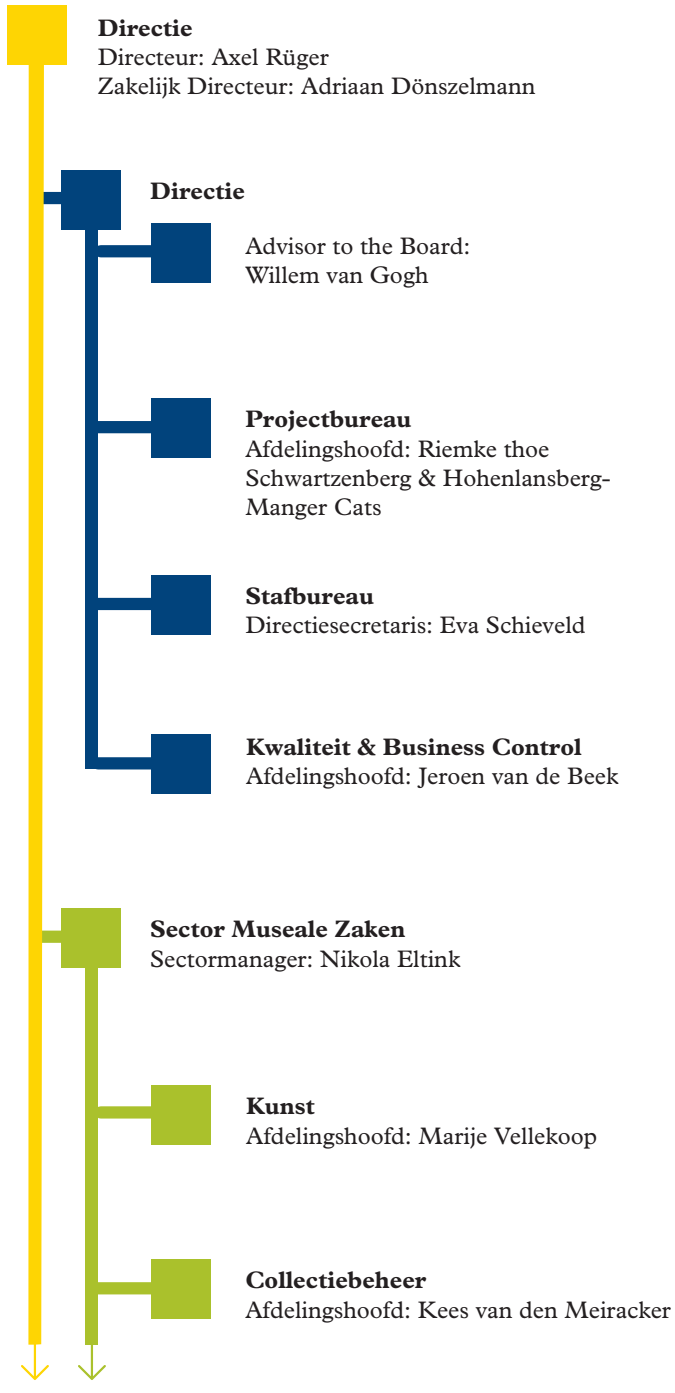 Directie
Directeur: Axel Rüger
Zakelijk Directeur: Adriaan Dönszelmann
Directie
Advisor to the Board:
Willem van Gogh
Projectbureau
Afdelingshoofd: Riemke thoe
Schwartzenberg & Hohenlansberg-
Manger Cats
Stafbureau
Directiesecretaris: Eva Schieveld
Kwaliteit & Business Control
Afdelingshoofd: Jeroen van de Beek
Sector Museale Zaken
Sectormanager: Nikola Eltink
Kunst
Afdelingshoofd: Marije Vellekoop
Collectiebeheer
Afdelingshoofd: Kees van den Meiracker